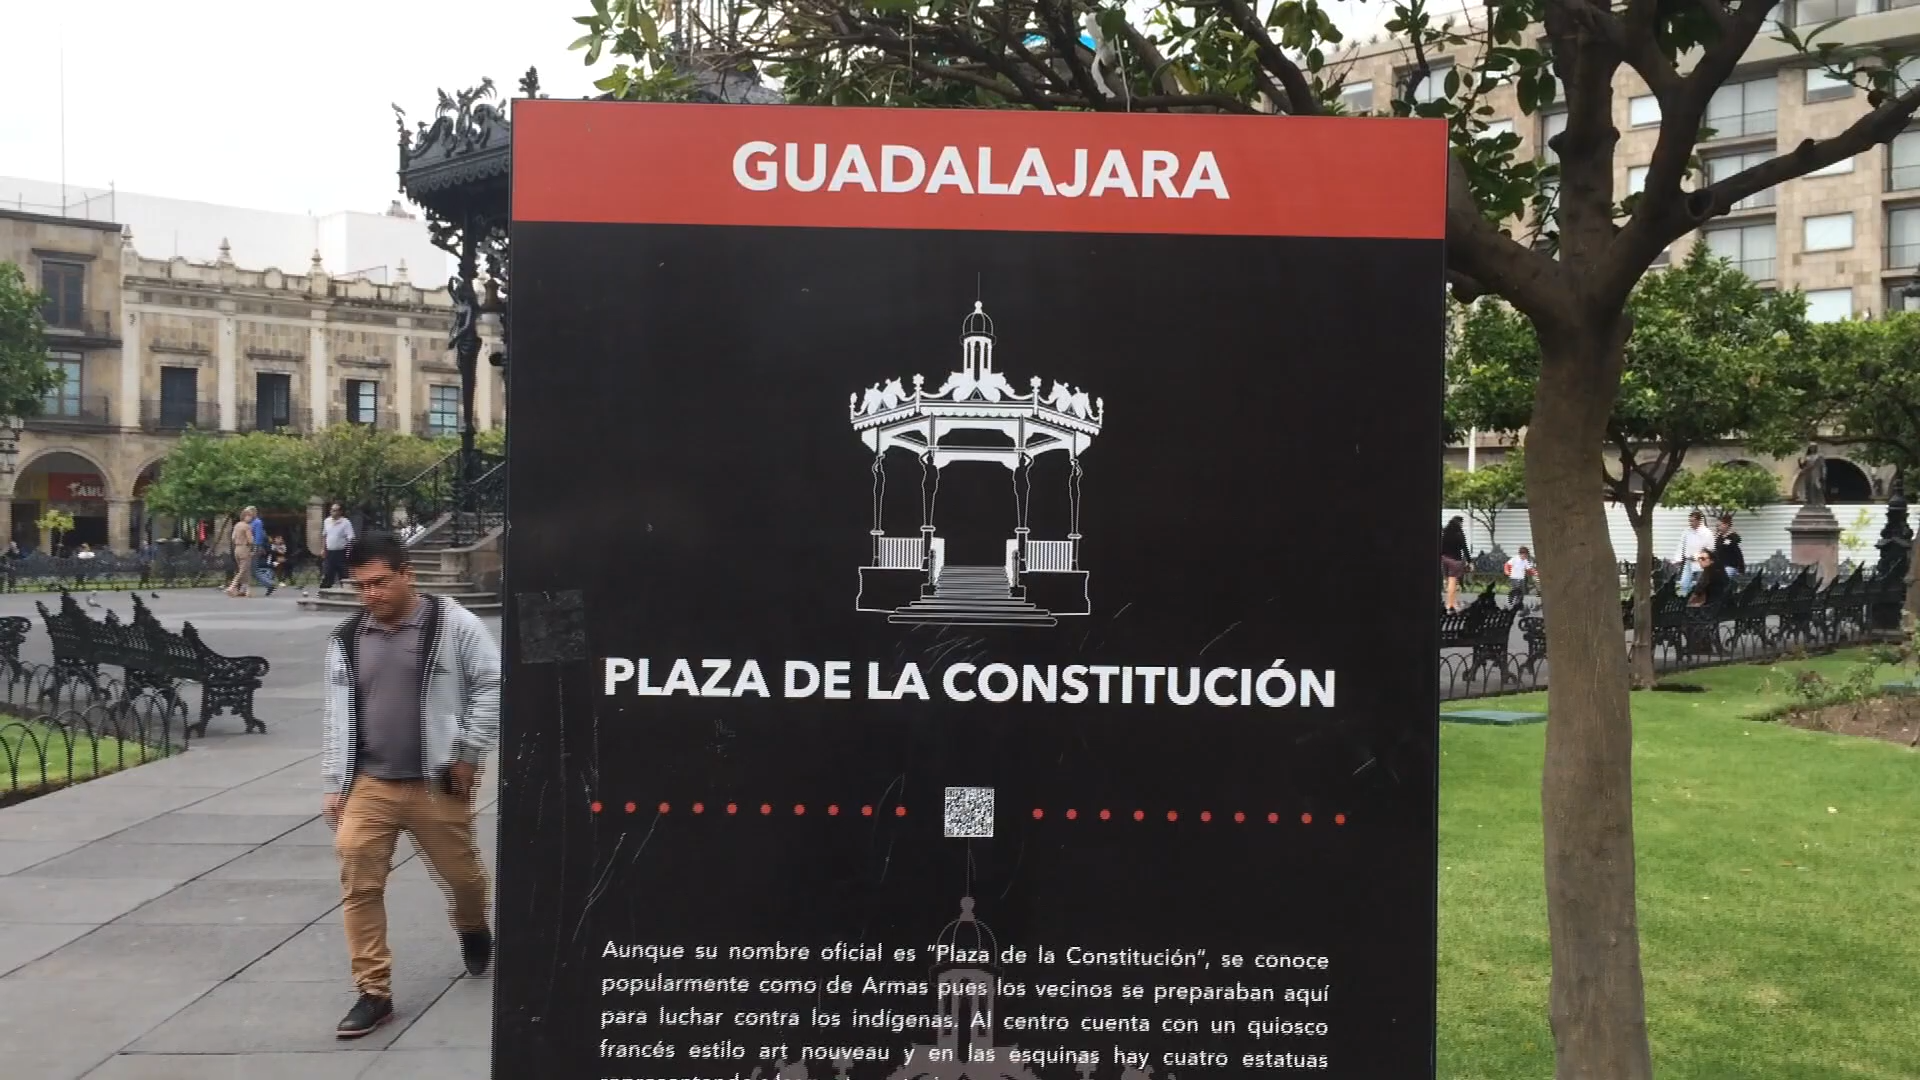 GUADALAJARA
PLAZA DE LA CONSTITUCIÓN
Aunque su nombre oficial es "Plaza de la Constitución", se conoce
popularmente como de Armas pues los vecinos se preparaban aquí
para luchar contra los indígenas. Al centro cuenta con un quiosco
francés estilo art nouveau y en las esquinas hay cuatro estatuas